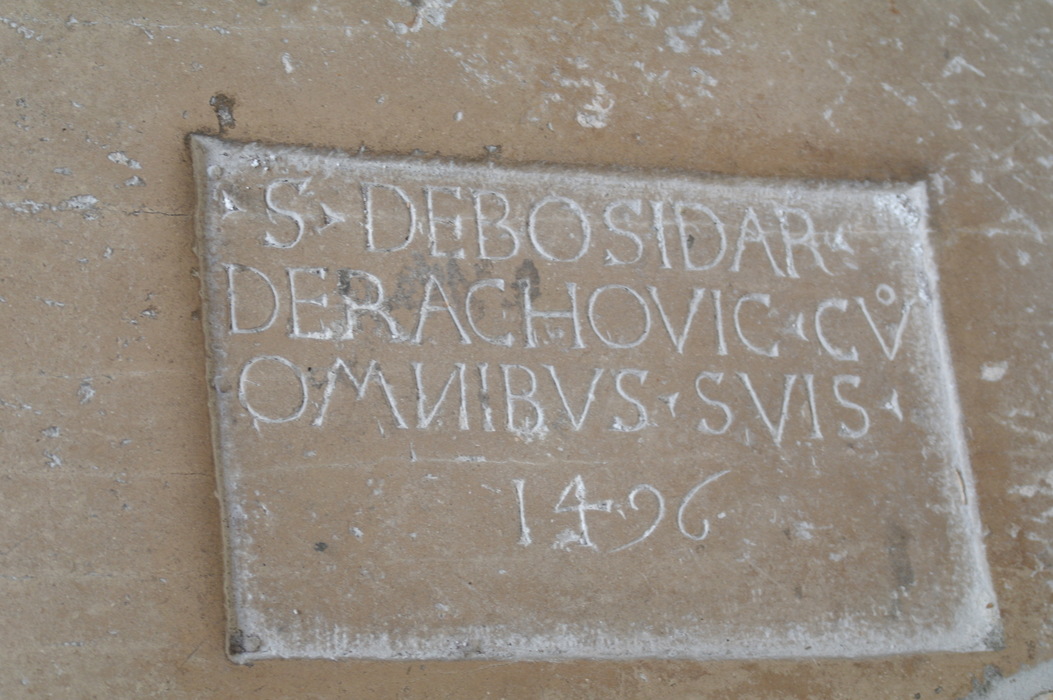 · S · DEBOSIDAR ·
DERACHOVIC · CV°
OMNIBVS · SVIS ·
1496·